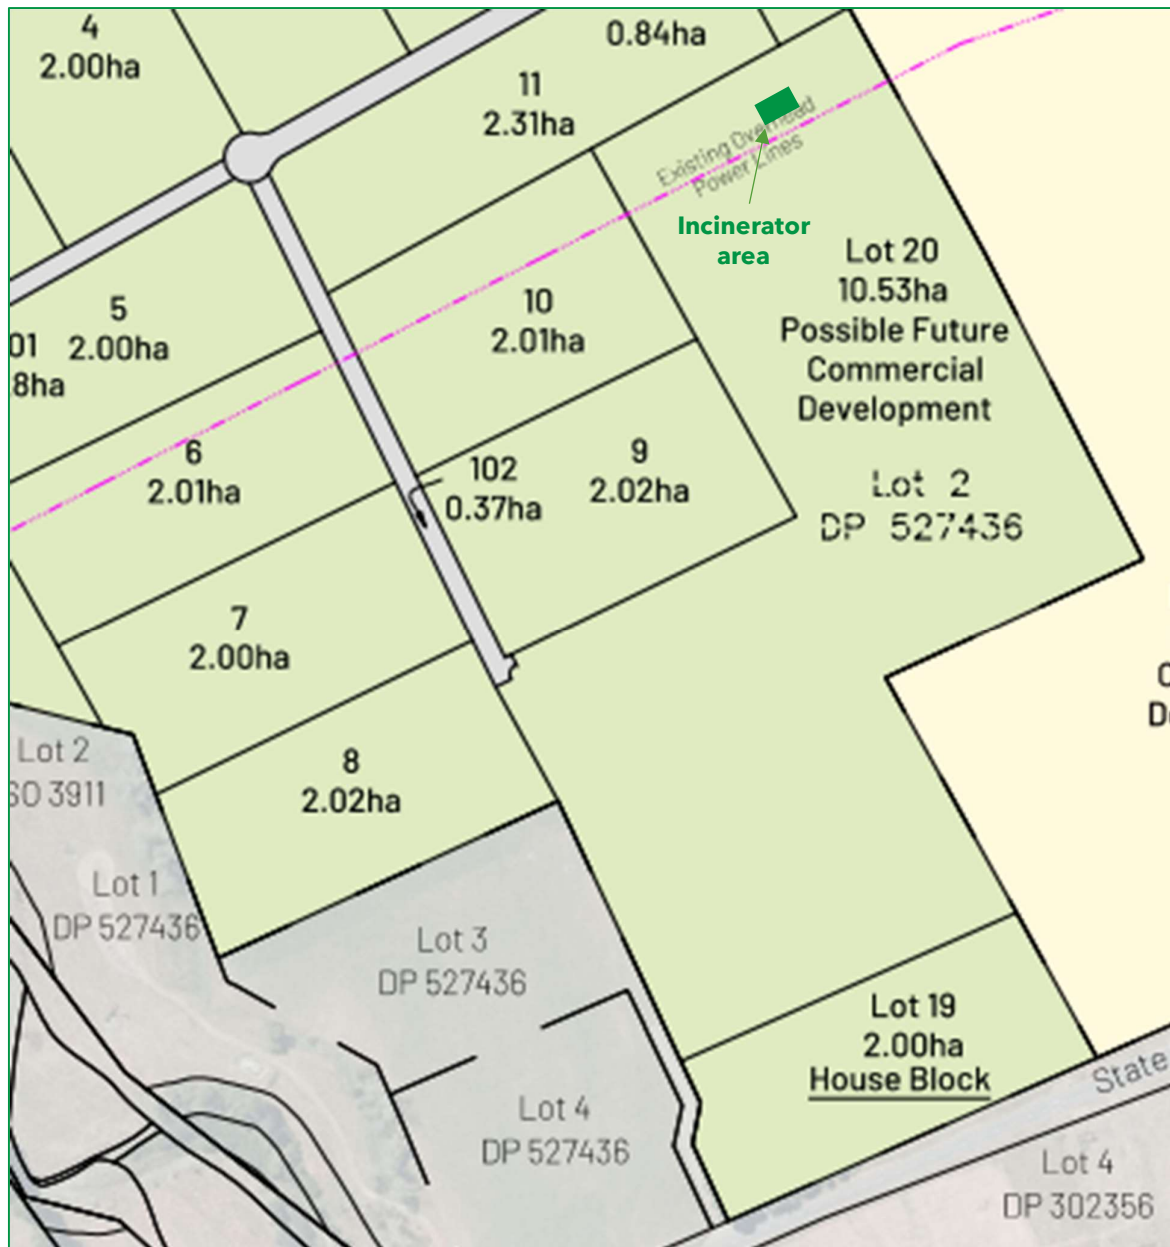 4
2.00ha
0.84ha
11
2.31ha
Existing Overhead
Power Lines
Incinerator
area
Lot 20
10.53ha
Possible Future
Commercial
Development
Lot 2
DP 527436
5
2.00ha
01
8ha
10
2.01ha
6
2.01ha
102
0.37ha
9
2.02ha
7
2.00ha
8
2.02ha
Lot 2
SO 3911
Lot 1
DP 527436
Lot 3
DP 527436
Lot 4
DP 527436
Lot 19
2.00ha
House Block
State
Lot 4
DP 302356